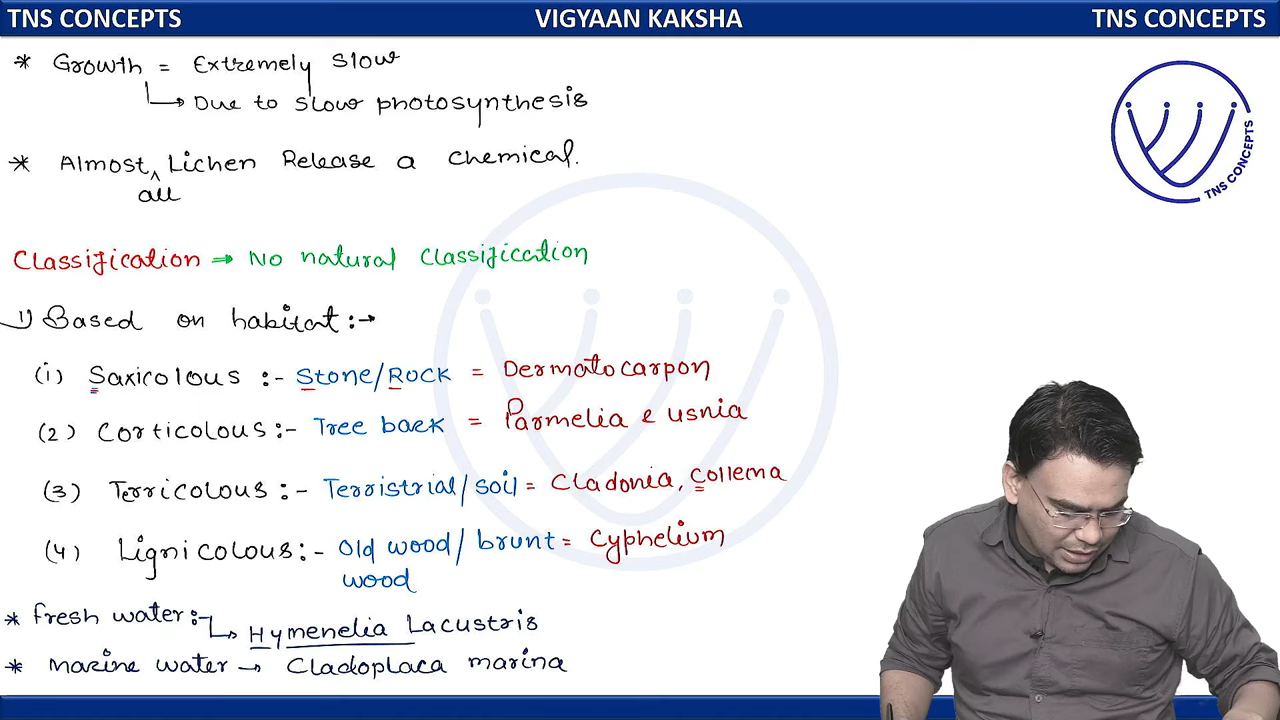 TNS CONCEPTS VIGYAAN KAKSHA TNS CONCEPTS
* Growth = Extremely Slow
↳ Due to slow photosynthesis
* Almost ^ Lichen Release a chemical.
all
TNS CONCEPTS
Classification ⇒ No natural classification
1) Based on habitat :→
(1) Saxicolous :- Stone/Rock = Dermatocarpon
(2) Corticolous :- Tree baek = Parmelia & usnia
(3) Terricolous :- Terristrial/soil = Cladonia, collema
(4) Lignicolous :- Old wood/brunt = Cyphelium
wood
* fresh water :-
↳ Hymenelia Lacustris
* marine water → Cladoplaca marina